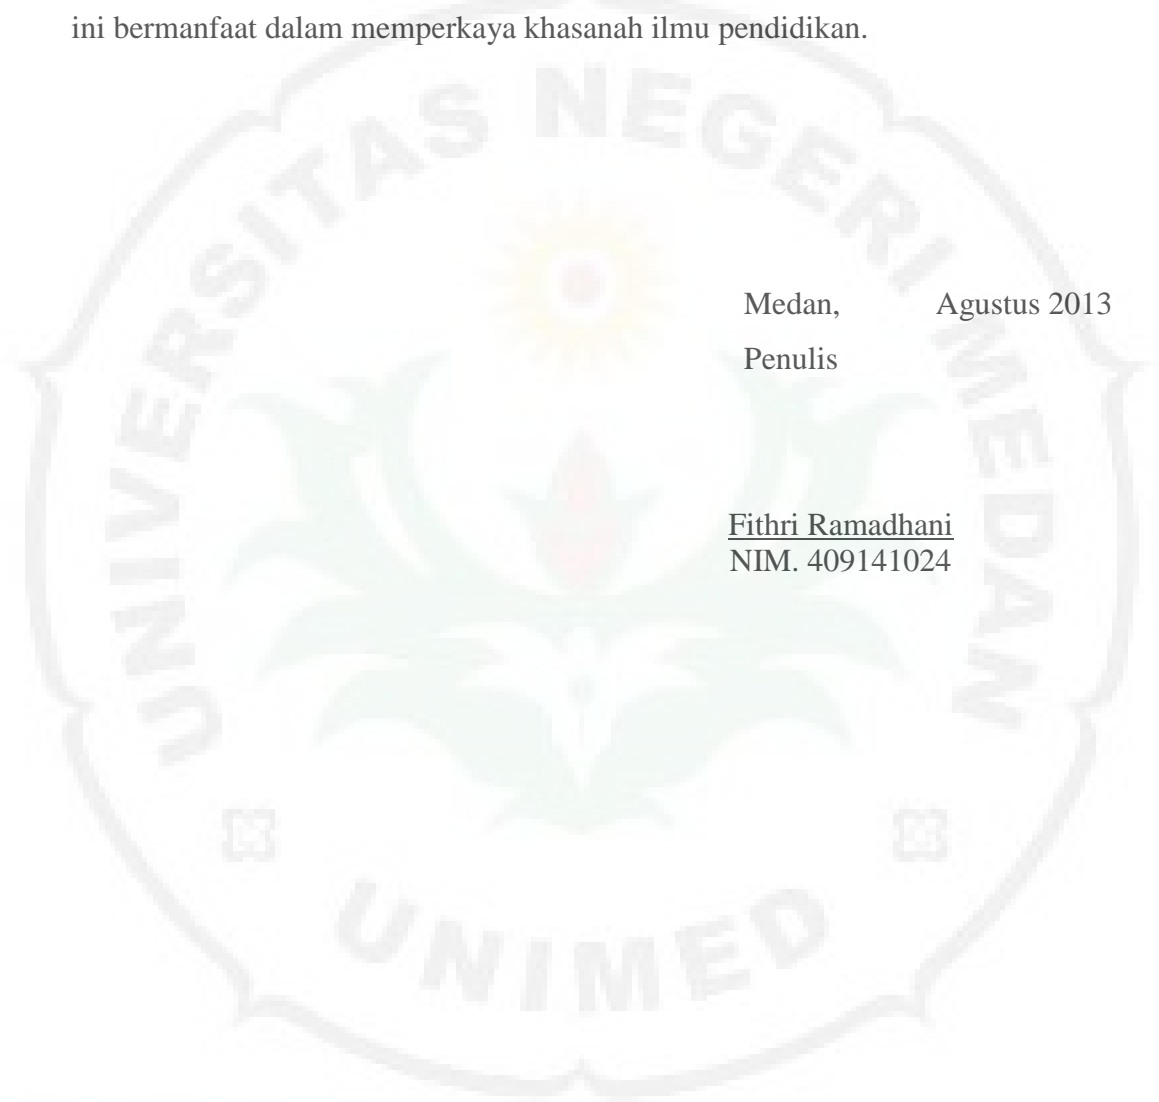 ini bermanfaat dalam memperkaya khasanah ilmu pendidikan.
UNIVERSITAS NEGERI MEDAN
Medan, Agustus 2013
Penulis
Fithri Ramadhani
NIM. 409141024
UNIMED